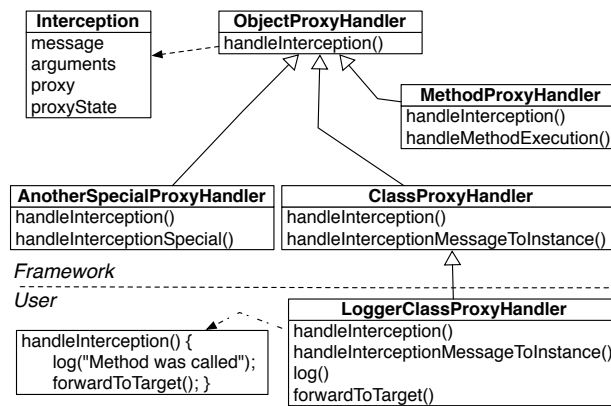 Interception
message
arguments
proxy
proxyState
ObjectProxyHandler
handleInterception()
MethodProxyHandler
handleInterception()
handleMethodExecution()
AnotherSpecialProxyHandler
handleInterception()
handleInterceptionSpecial()
ClassProxyHandler
handleInterception()
handleInterceptionMessageToInstance()
Framework
User
handleInterception() {
log("Method was called");
forwardToTarget(); }
LoggerClassProxyHandler
handleInterception()
handleInterceptionMessageToInstance()
log()
forwardToTarget()